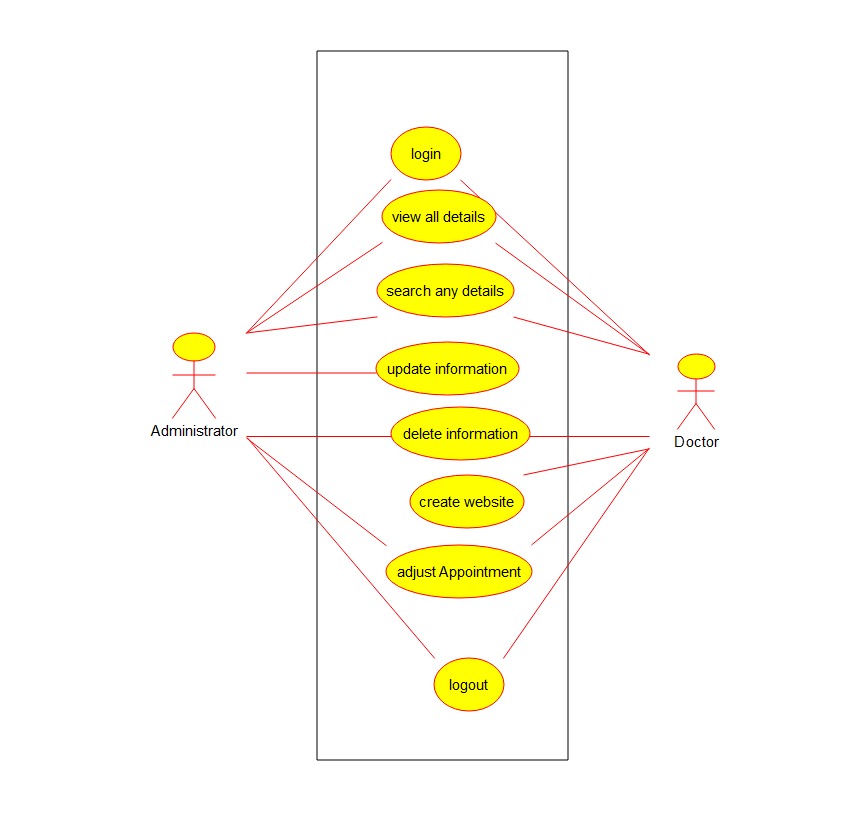 login
view all details
search any details
update information
Administrator
delete information
Doctor
create website
adjust Appointment
logout